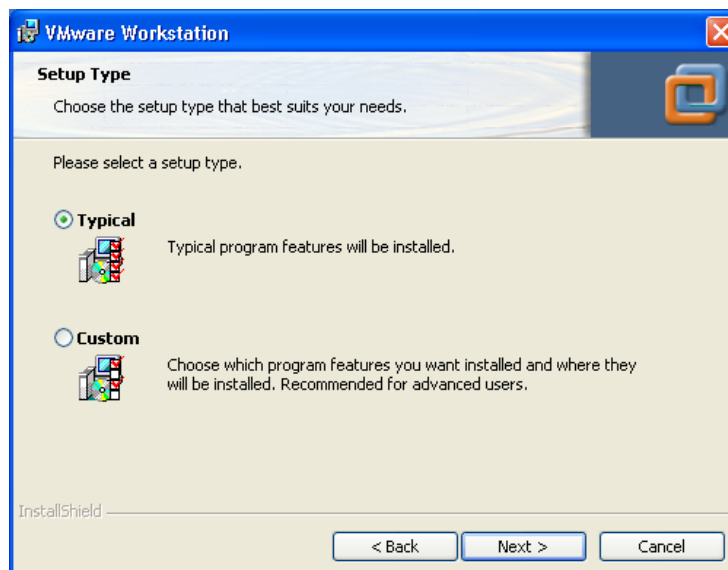 VMware Workstation
Setup Type
Choose the setup type that best suits your needs.
Please select a setup type.
Typical
Typical program features will be installed.
Custom
Choose which program features you want installed and where they
will be installed. Recommended for advanced users.
InstallShield
< Back
Next >
Cancel